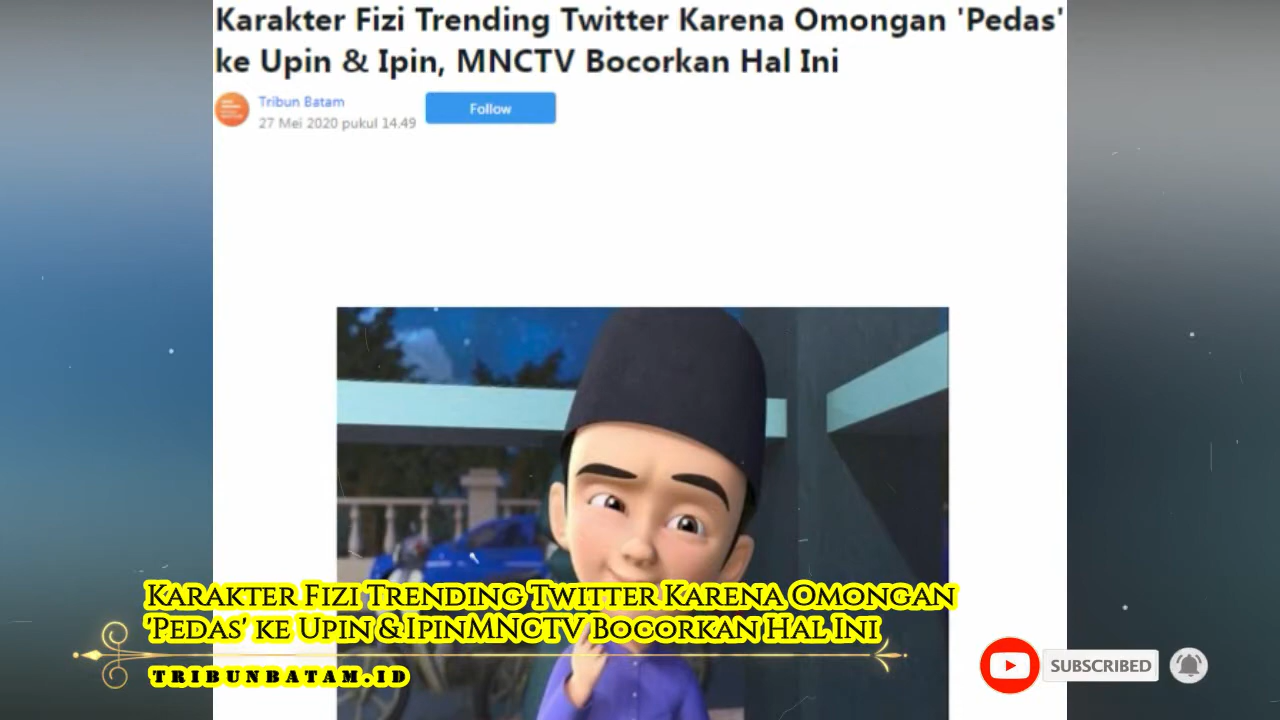 Karakter Fizi Trending Twitter Karena Omongan 'Pedas'
ke Upin & Ipin, MNCTV Bocorkan Hal Ini
Tribun Batam
27 Mei 2020 pukul 14.49
Follow
Karakter Fizi Trending Twitter Karena Omongan
'Pedas' ke Upin & IpinMNCTV Bocorkan Hal Ini
TRIBUNBATAM.ID
SUBSCRIBED